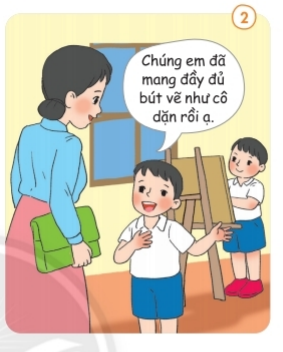 2
Chúng em đã
mang đầy đủ
bút vẽ như cô
dặn rồi ạ.